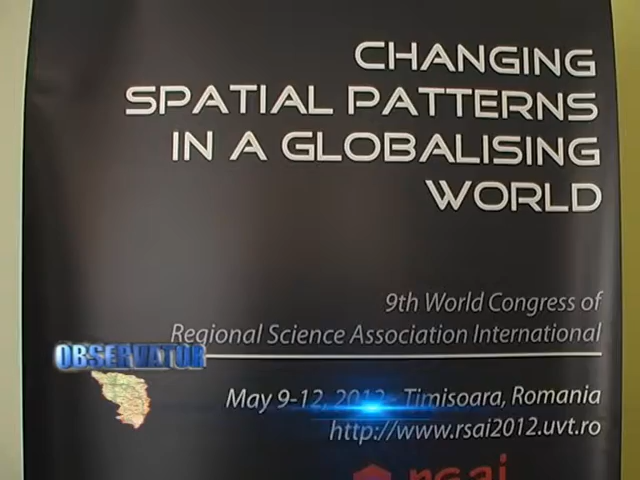 CHANGING
SPATIAL PATTERNS
IN A GLOBALISING
WORLD
9th World Congress of
Regional Science Association International
OBSERVATOR
May 9-12, 2012 - Timisoara, Romania
http://www.rsai2012.uvt.ro
rsai